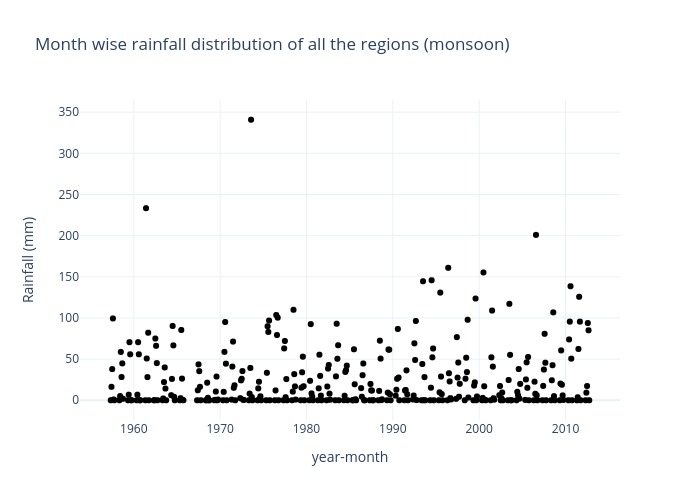 Month wise rainfall distribution of all the regions (monsoon)
350
300
250
200
150
100
50
0
Rainfall (mm)
1960 1970 1980 1990 2000 2010
year-month